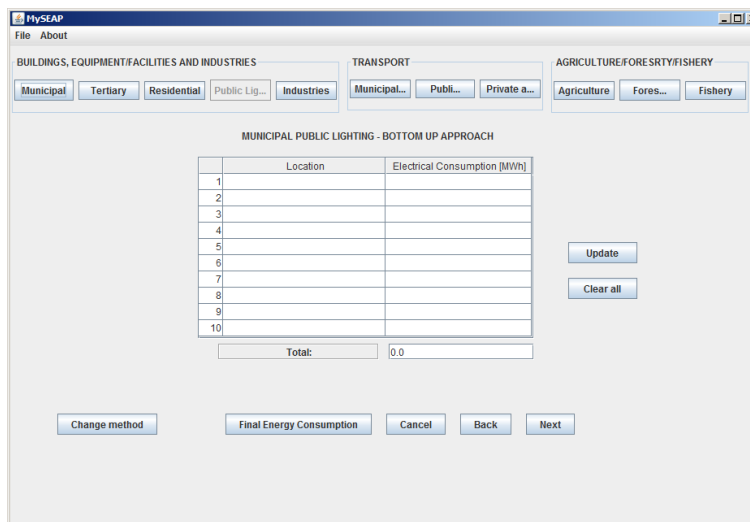 MySEAP
File About
BUILDINGS, EQUIPMENT/FACILITIES AND INDUSTRIES
Municipal Tertiary Residential Public Lig... Industries
TRANSPORT
Municipal... Publi... Private a...
AGRICULTURE/FORESRTY/FISHERY
Agriculture Fores... Fishery
MUNICIPAL PUBLIC LIGHTING - BOTTOM UP APPROACH
Location Electrical Consumption [MWh]
1
2
3
4
5
6
7
8
9
10
Total: 0.0
Update
Clear all
Change method Final Energy Consumption Cancel Back Next